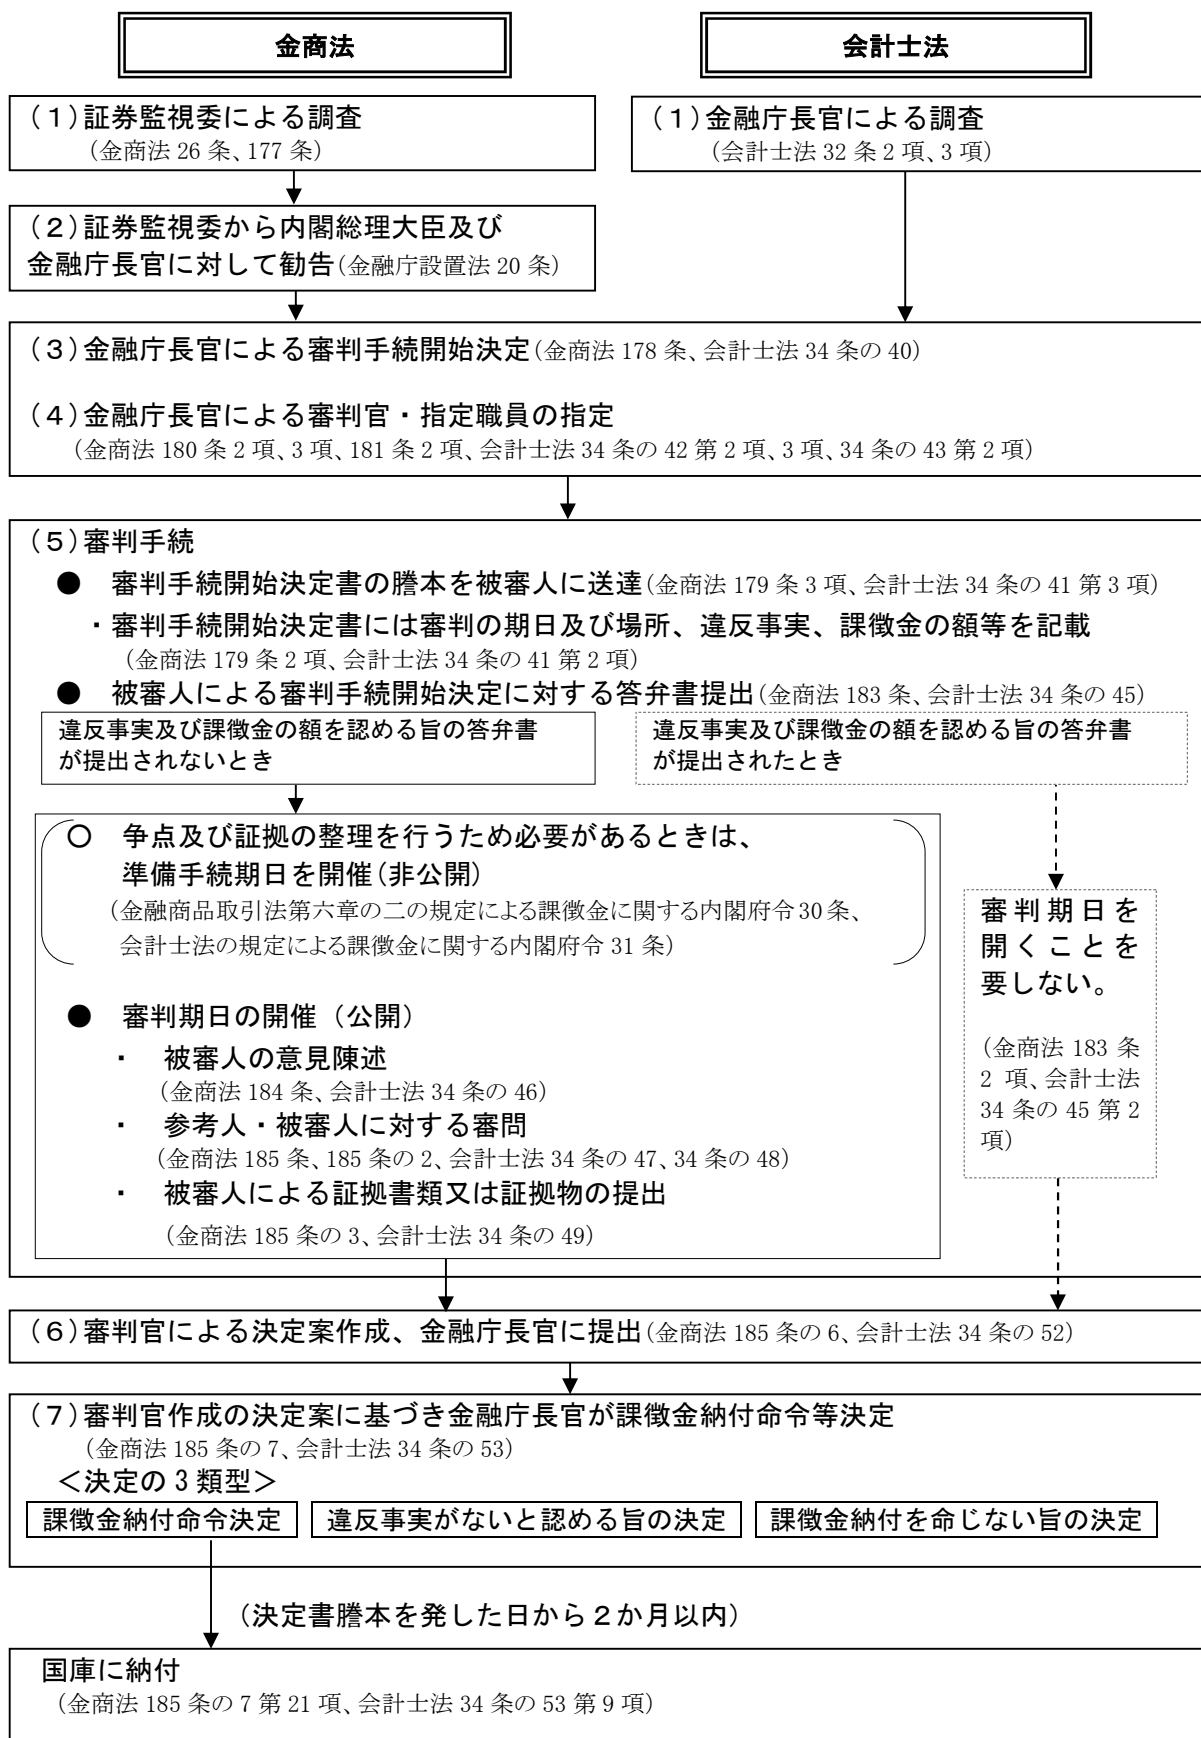 金商法
会計士法
（１）証券監視委による調査
（金商法 26 条、177 条）
（１）金融庁長官による調査
（会計士法 32 条 2 項、3 項）
（２）証券監視委から内閣総理大臣及び
金融庁長官に対して勧告（金融庁設置法 20 条）
（３）金融庁長官による審判手続開始決定（金商法 178 条、会計士法 34 条の 40）
（４）金融庁長官による審判官・指定職員の指定
（金商法 180 条 2 項、3 項、181 条 2 項、会計士法 34 条の 42 第 2 項、3 項、34 条の 43 第 2 項）
（５）審判手続
● 審判手続開始決定書の謄本を被審人に送達（金商法 179 条 3 項、会計士法 34 条の 41 第 3 項）
・審判手続開始決定書には審判の期日及び場所、違反事実、課徴金の額等を記載
（金商法 179 条 2 項、会計士法 34 条の 41 第 2 項）
● 被審人による審判手続開始決定に対する答弁書提出（金商法 183 条、会計士法 34 条の 45）
違反事実及び課徴金の額を認める旨の答弁書
が提出されないとき
違反事実及び課徴金の額を認める旨の答弁書
が提出されたとき
○ 争点及び証拠の整理を行うため必要があるときは、
準備手続期日を開催（非公開）
（金融商品取引法第六章の二の規定による課徴金に関する内閣府令 30 条、
会計士法の規定による課徴金に関する内閣府令 31 条）
● 審判期日の開催（公開）
・ 被審人の意見陳述
（金商法 184 条、会計士法 34 条の 46）
・ 参考人・被審人に対する審問
（金商法 185 条、185 条の 2、会計士法 34 条の 47、34 条の 48）
・ 被審人による証拠書類又は証拠物の提出
（金商法 185 条の 3、会計士法 34 条の 49）
審判期日を
開くことを
要しない。
（金商法 183 条
2 項、会計士法
34 条の 45 第 2
項）
（６）審判官による決定案作成、金融庁長官に提出（金商法 185 条の 6、会計士法 34 条の 52）
（７）審判官作成の決定案に基づき金融庁長官が課徴金納付命令等決定
（金商法 185 条の 7、会計士法 34 条の 53）
＜決定の３類型＞
課徴金納付命令決定
違反事実がないと認める旨の決定
課徴金納付を命じない旨の決定
（決定書謄本を発した日から２か月以内）
国庫に納付
（金商法 185 条の 7 第 21 項、会計士法 34 条の 53 第 9 項）